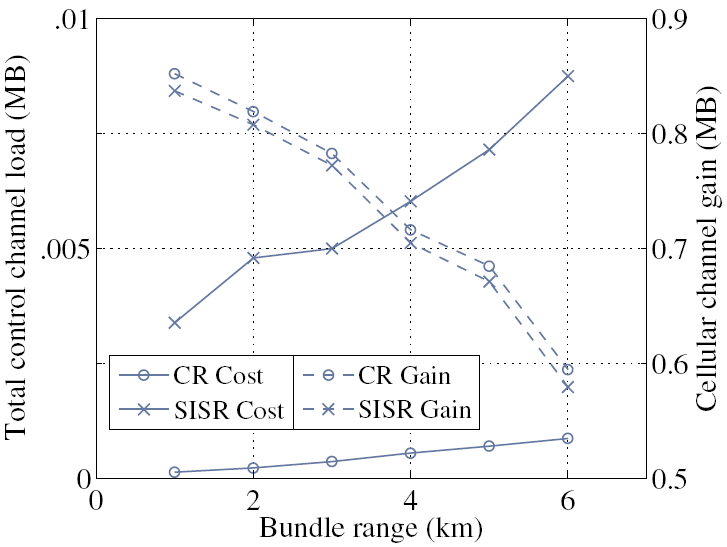 .01
0.9
0.8
.005
0.7
0.6
0
0.5
Total control channel load (MB)
Cellular channel gain (MB)
CR Cost
CR Gain
SISR Cost
SISR Gain
0
2
4
6
Bundle range (km)